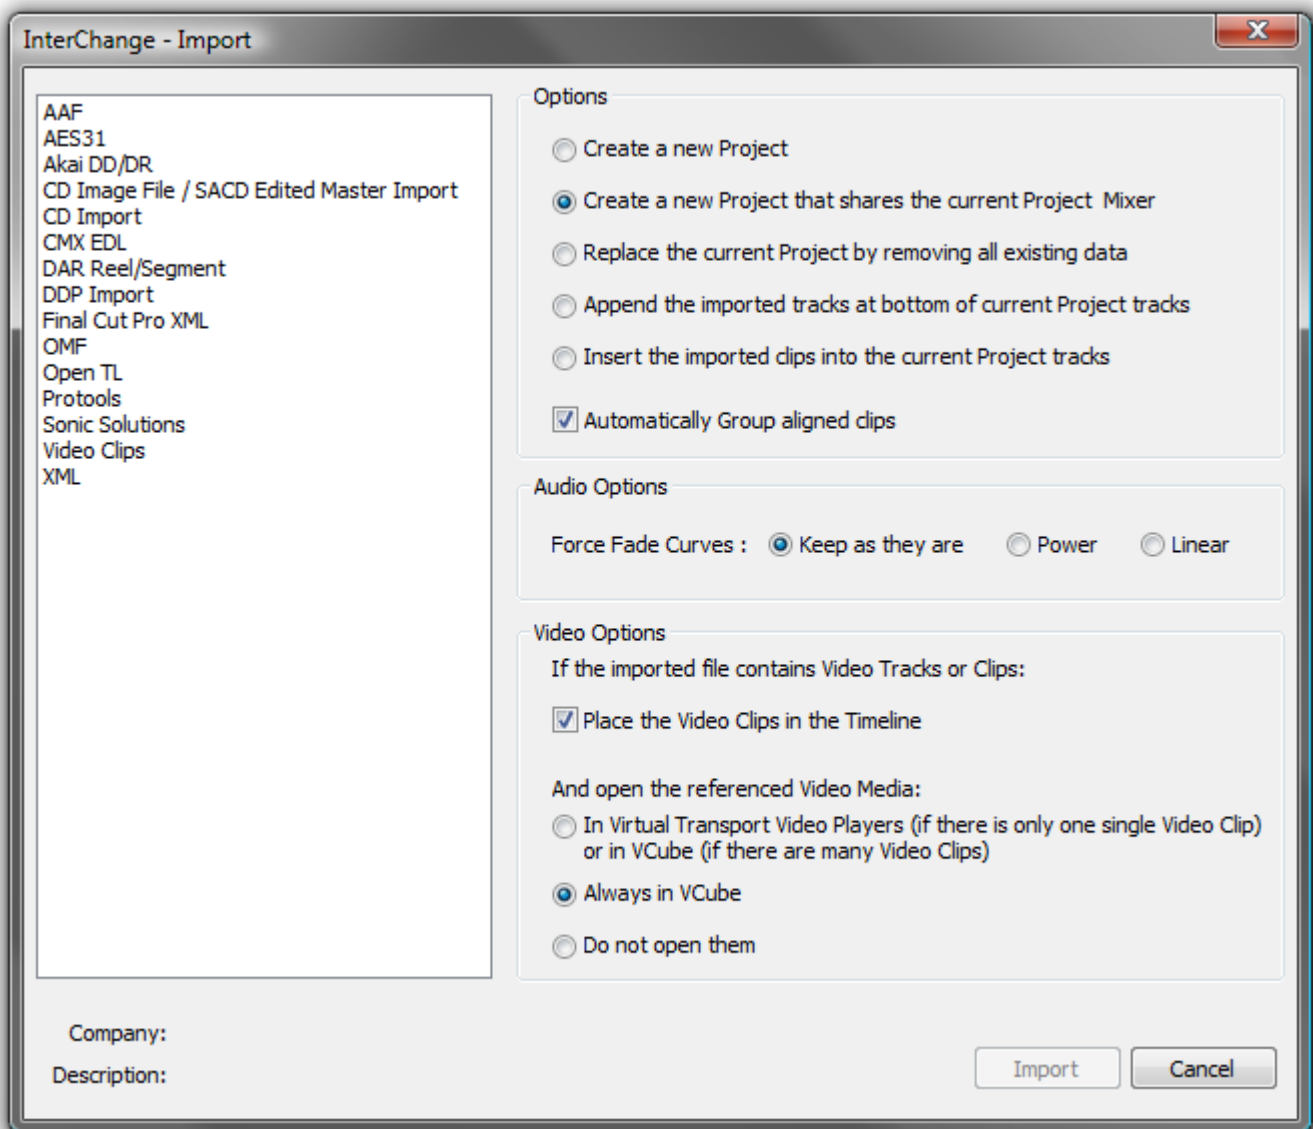 InterChange - Import
AAF
AES31
Akai DD/DR
CD Image File / SACD Edited Master Import
CD Import
CMX EDL
DAR Reel/Segment
DDP Import
Final Cut Pro XML
OMF
Open TL
Protools
Sonic Solutions
Video Clips
XML
Options
Create a new Project
Create a new Project that shares the current Project Mixer
Replace the current Project by removing all existing data
Append the imported tracks at bottom of current Project tracks
Insert the imported clips into the current Project tracks
Automatically Group aligned clips
Audio Options
Force Fade Curves : Keep as they are Power Linear
Video Options
If the imported file contains Video Tracks or Clips:
Place the Video Clips in the Timeline
And open the referenced Video Media:
In Virtual Transport Video Players (if there is only one single Video Clip)
or in VCube (if there are many Video Clips)
Always in VCube
Do not open them
Company:
Description:
Import Cancel